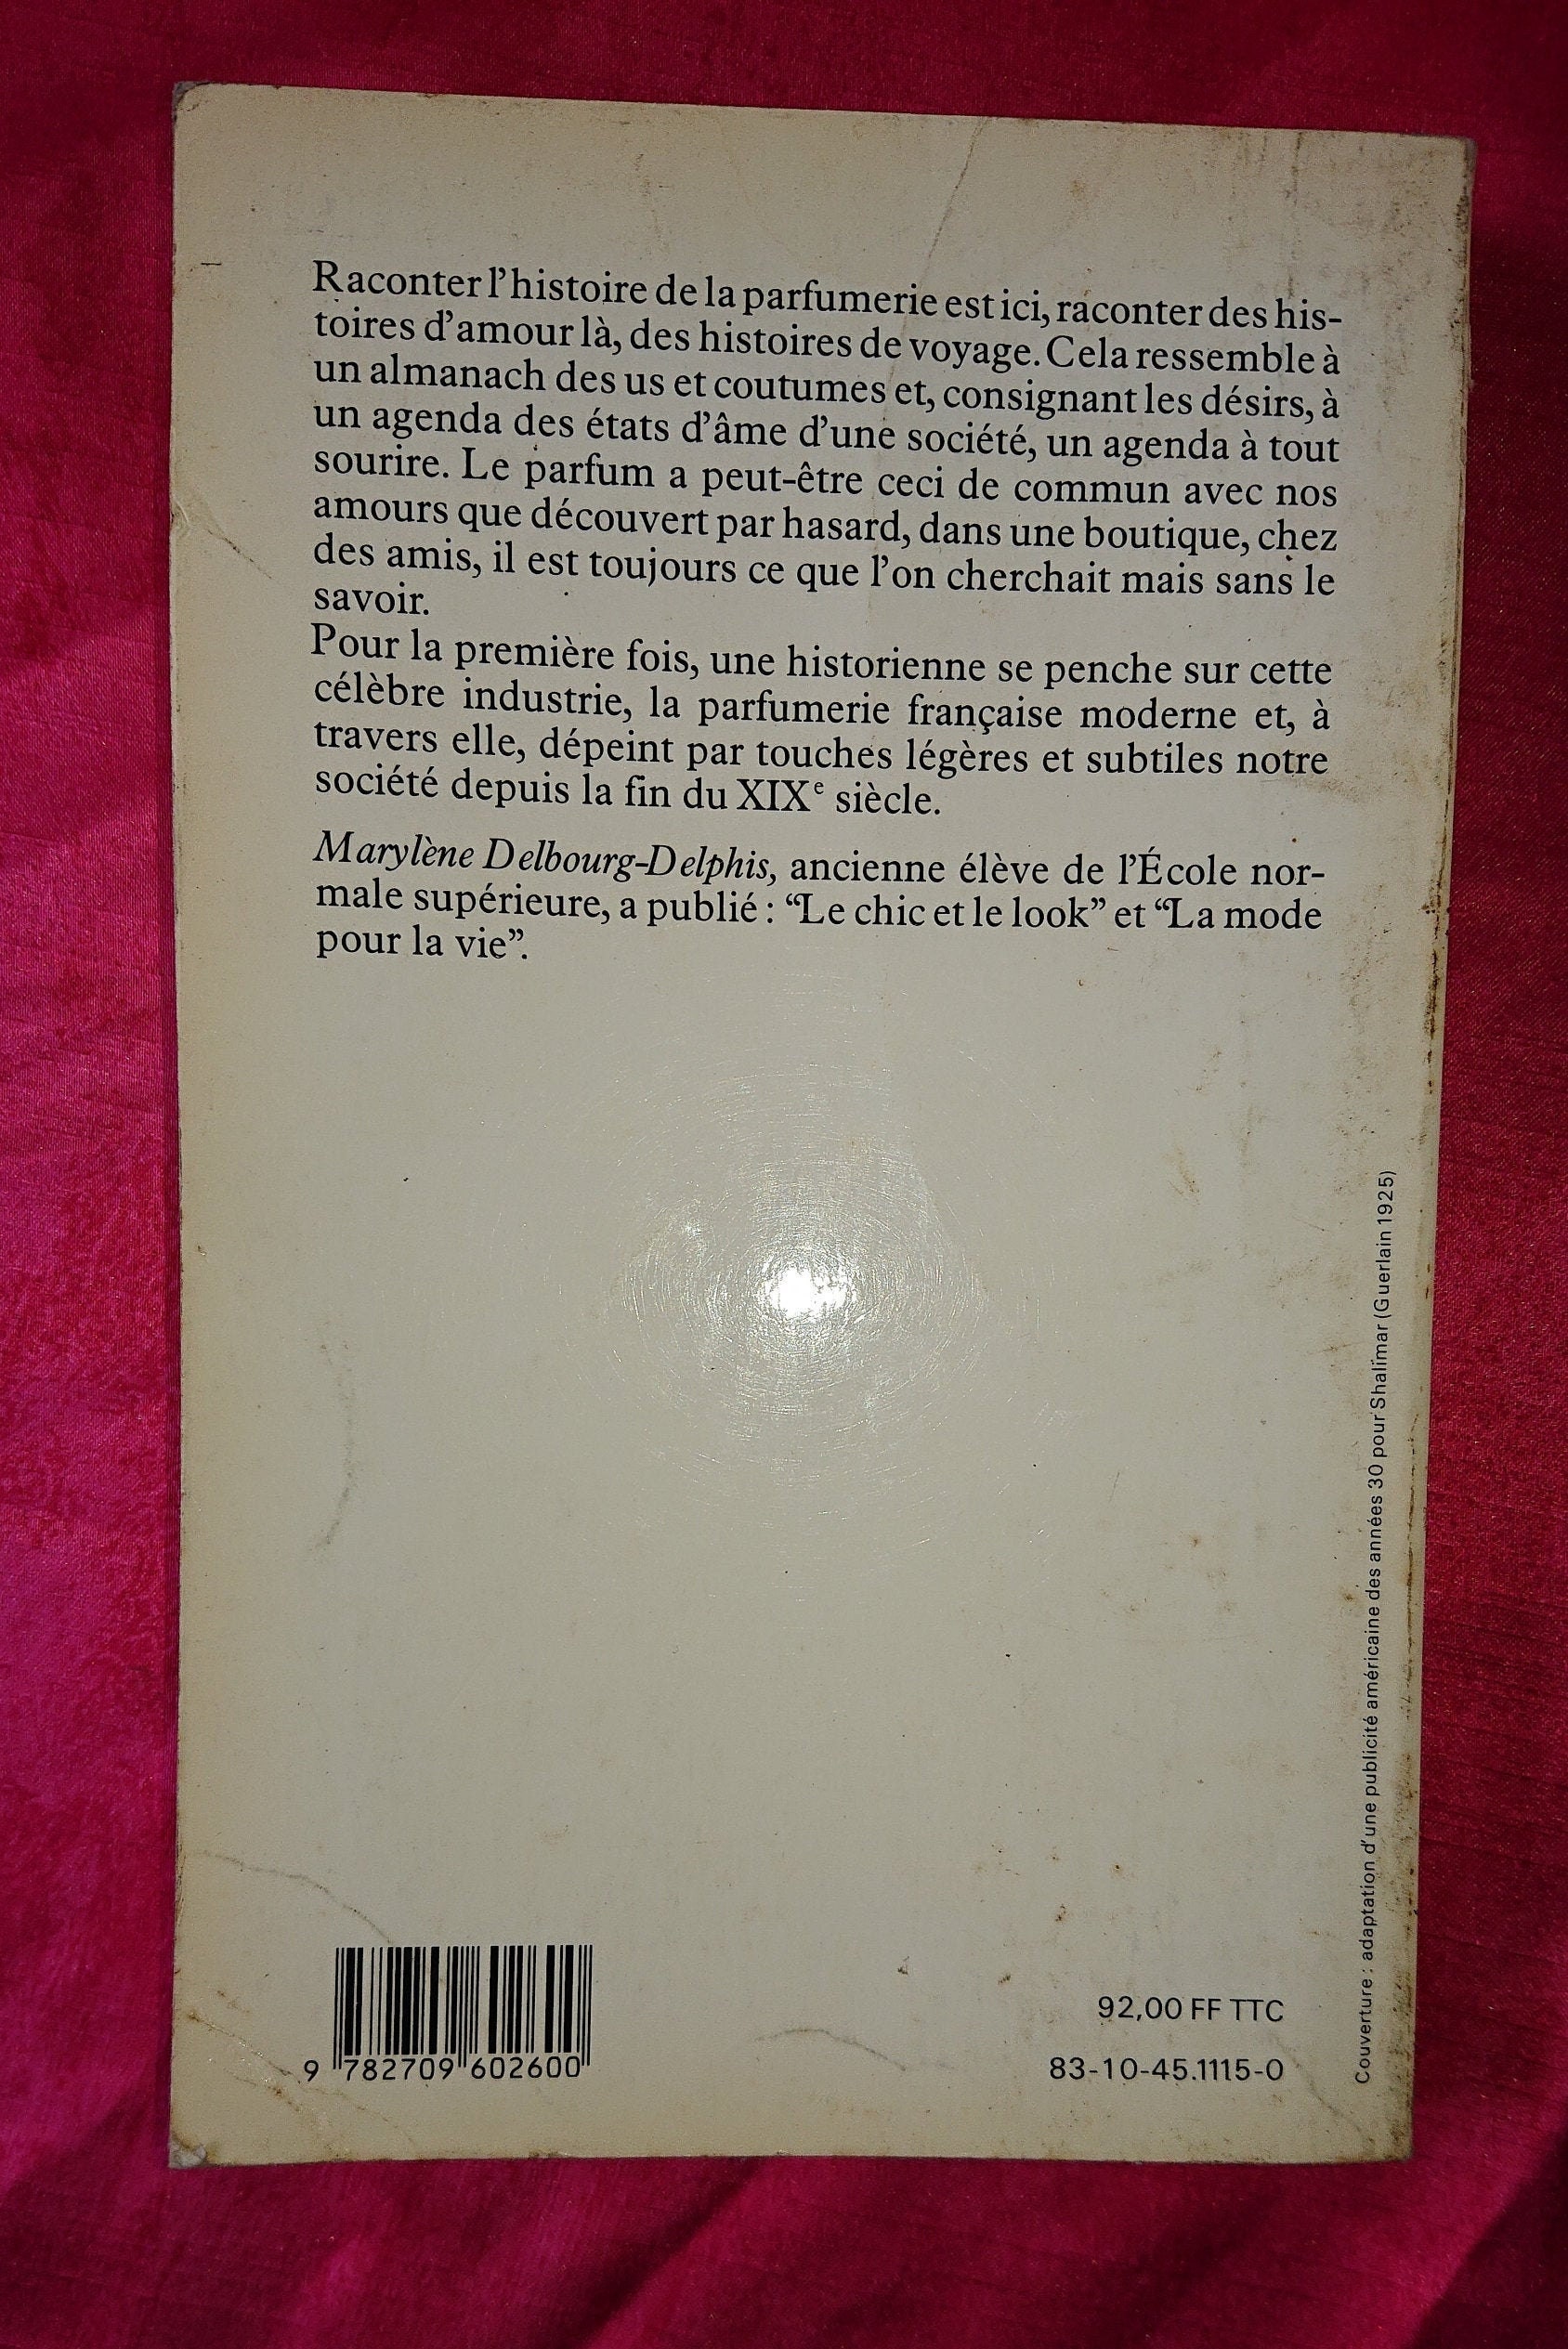 Raconter l'histoire de la parfumerie est ici, raconter des his-
toires d'amour là, des histoires de voyage. Cela ressemble à
un almanach des us et coutumes et, consignant les désirs, à
un agenda des états d'âme d'une société, un agenda à tout
sourire. Le parfum a peut-être ceci de commun avec nos
amours que découvert par hasard, dans une boutique, chez
des amis, il est toujours ce que l'on cherchait mais sans le
savoir.
Pour la première fois, une historienne se penche sur cette
célèbre industrie, la parfumerie française moderne et, à
travers elle, dépeint par touches légères et subtiles notre
société depuis la fin du XIXe siècle.
Marylène Delbourg-Delphis, ancienne élève de l'École nor-
male supérieure, a publié : “Le chic et le look” et “La mode
pour la vie”.
Couverture : adaptation d'une publicité américaine des années 30 pour Shalimar (Guerlain 1925)
92,00 FF TTC
83-10-45.1115-0
9 782709 602600